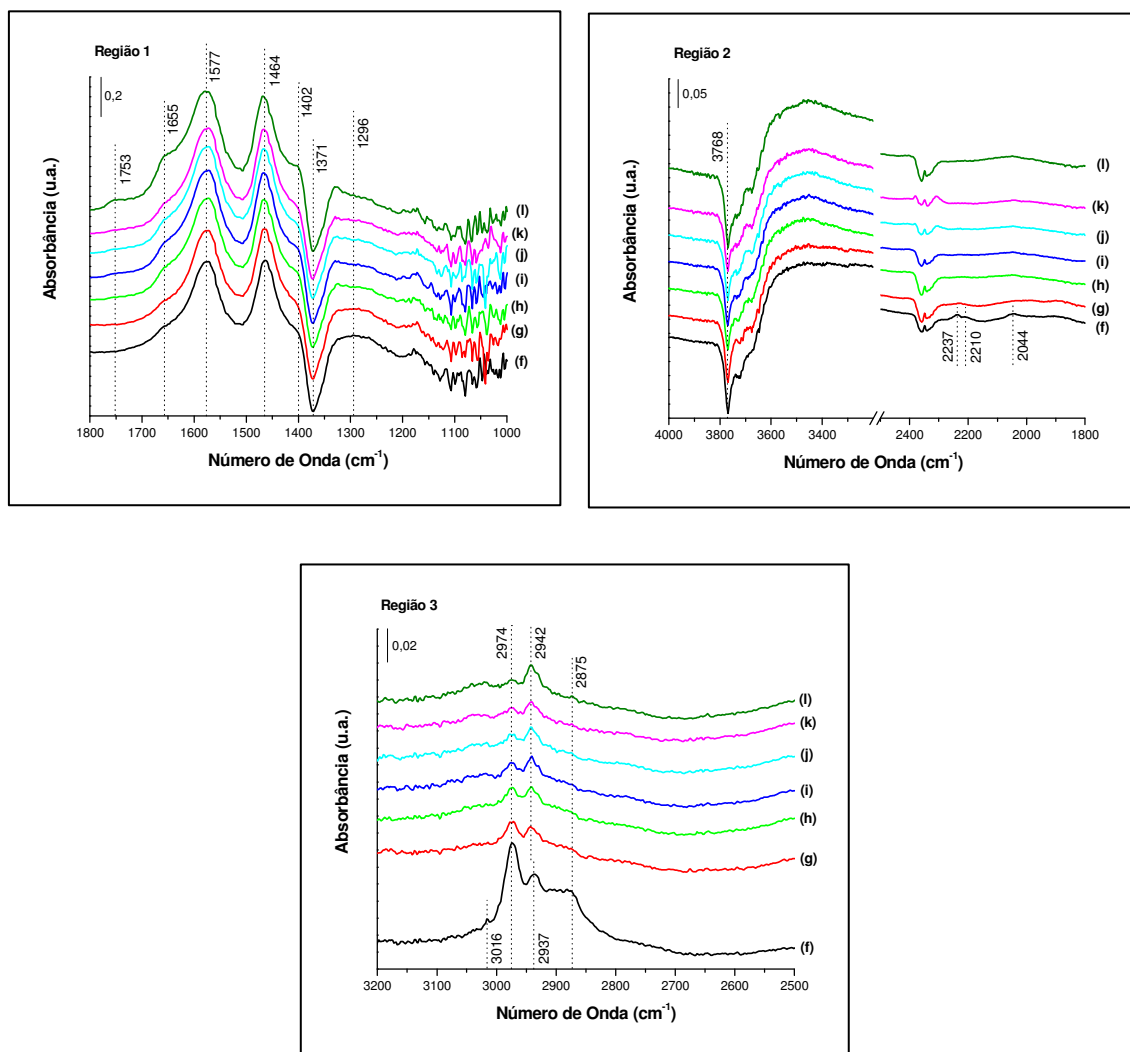 Região 1
0,2
1753
1655
1577
1464
1402
1371
1296
(l)
(k)
(j)
(i)
(h)
(g)
(f)
Absorbância (u.a.)
1800 1700 1600 1500 1400 1300 1200 1100 1000
Número de Onda (cm-1)
Região 2
0,05
3768
(l)
(k)
(j)
(i)
(h)
(g)
(f)
2237
2210
2044
Absorbância (u.a.)
4000 3800 3600 3400 2400 2200 2000 1800
Número de Onda (cm-1)
Região 3
0,02
2974
2942
2875
(l)
(k)
(j)
(i)
(h)
(g)
(f)
3016
2937
Absorbância (u.a.)
3200 3100 3000 2900 2800 2700 2600 2500
Número de Onda (cm-1)